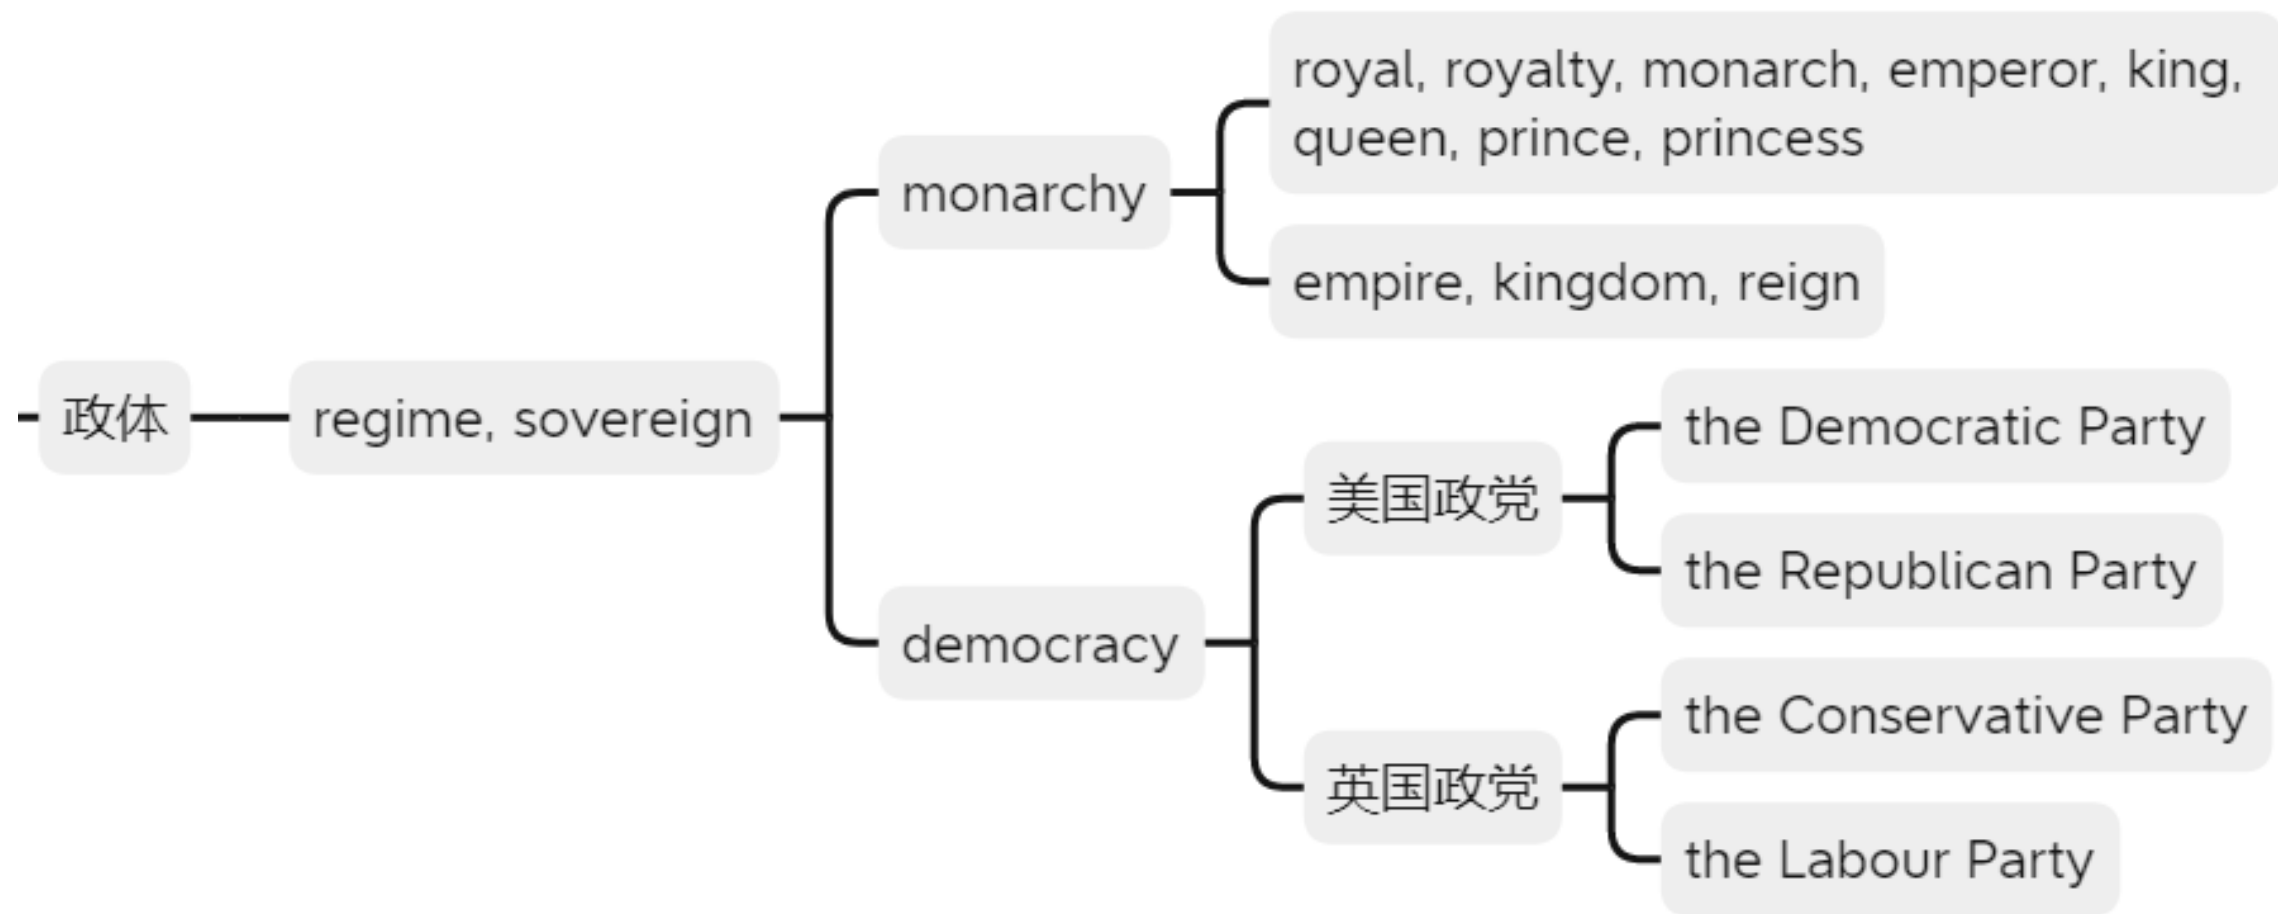 政体
regime, sovereign
monarchy
royal, royalty, monarch, emperor, king,
queen, prince, princess
empire, kingdom, reign
democracy
美国政党
the Democratic Party
the Republican Party
英国政党
the Conservative Party
the Labour Party